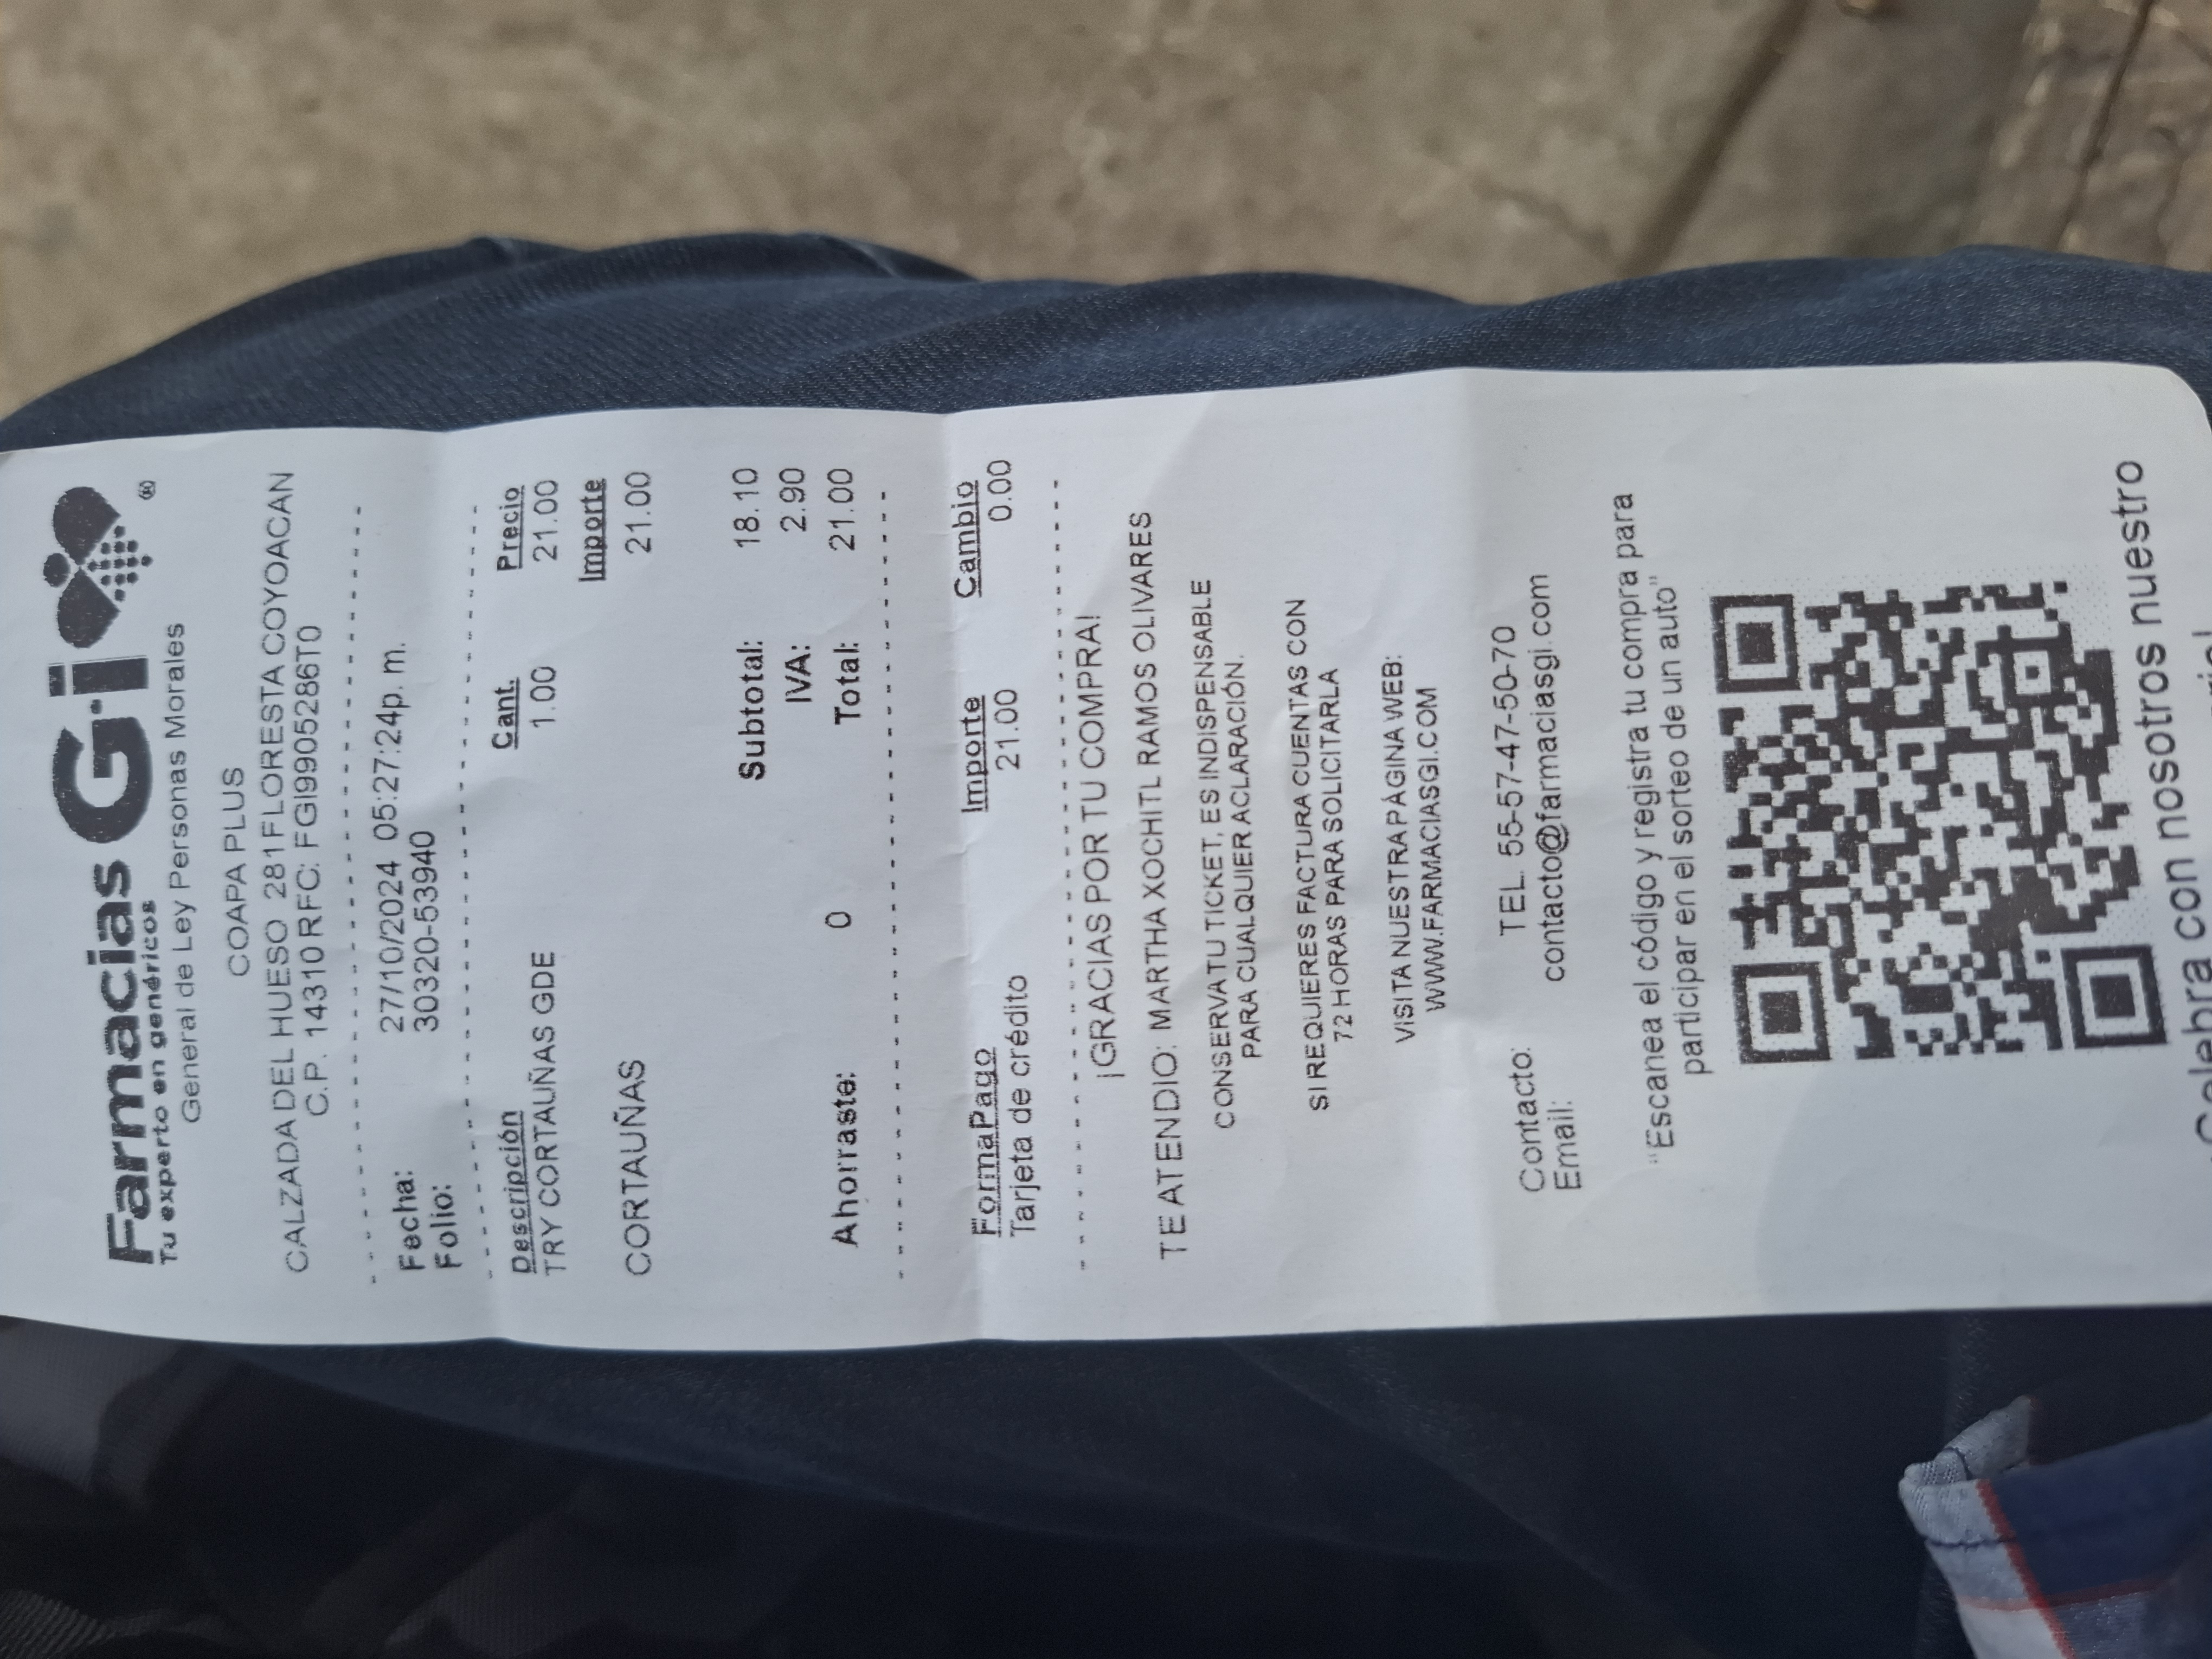 Farmacias Gi ®
Tu experto en genéricos
General de Ley Personas Morales
COAPA PLUS
CALZADA DEL HUESO 281 FLORESTA COYOACAN
C.P. 14310 RFC: FGI9905286T0
Fecha: 27/10/2024 05:27:24p. m.
Folio: 30320-53940
Descripción Cant. Precio
TRY CORTAUÑAS GDE 1.00 21.00
Importe
CORTAUÑAS 21.00
Subtotal: 18.10
IVA: 2.90
Ahorraste: 0 Total: 21.00
FormaPago Importe Cambio
Tarjeta de crédito 21.00 0.00
¡GRACIAS POR TU COMPRA!
TE ATENDIO: MARTHA XOCHITL RAMOS OLIVARES
CONSERVA TU TICKET, ES INDISPENSABLE
PARA CUALQUIER ACLARACIÓN.
SI REQUIERES FACTURA CUENTAS CON
72 HORAS PARA SOLICITARLA
VISITA NUESTRA PÁGINA WEB:
WWW.FARMACIASGI.COM
Contacto: TEL. 55-57-47-50-70
Email: contacto@farmaciasgi.com
"Escanea el código y registra tu compra para
participar en el sorteo de un auto"
Celebra con nosotros nuestro